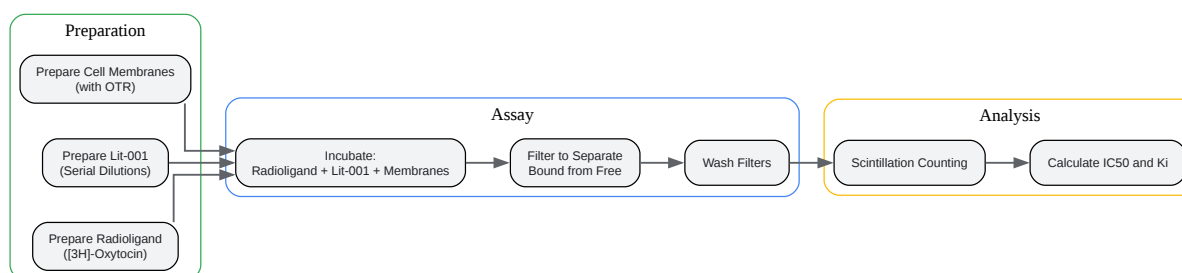 Preparation
Prepare Cell Membranes
(with OTR)
Prepare Lit-001
(Serial Dilutions)
Prepare Radioligand
([3H]-Oxytocin)
Assay
Incubate:
Radioligand + Lit-001 + Membranes
Filter to Separate
Bound from Free
Wash Filters
Analysis
Scintillation Counting
Calculate IC50 and Ki